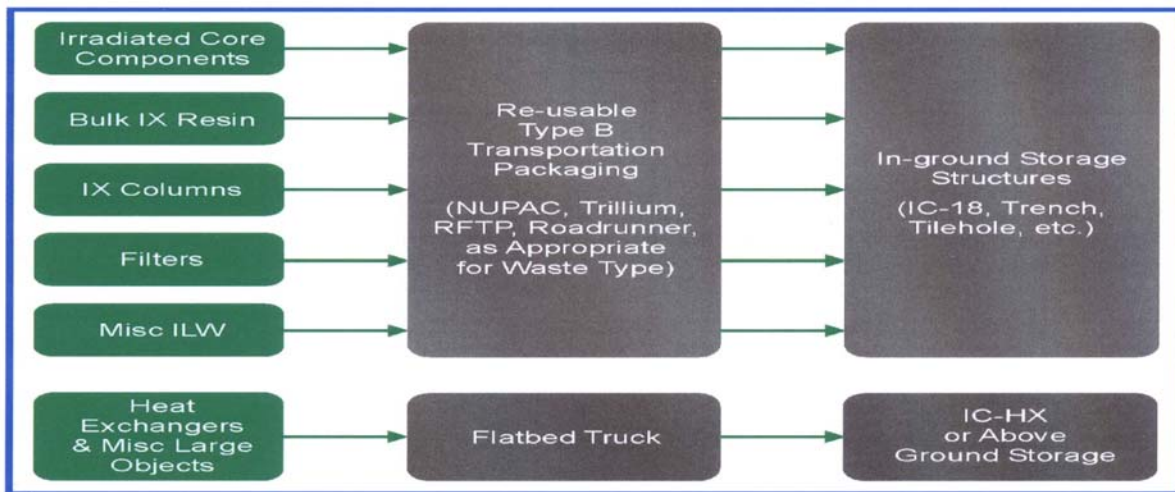 Irradiated Core
Components
Bulk IX Resin
IX Columns
Filters
Misc ILW
Re-usable
Type B
Transportation
Packaging
(NUPAC, Trillium,
RFTP, Roadrunner,
as Appropriate
for Waste Type)
In-ground Storage
Structures
(IC-18, Trench,
Tilehole, etc.)
Heat
Exchangers
& Misc Large
Objects
Flatbed Truck
IC-HX
or Above
Ground Storage